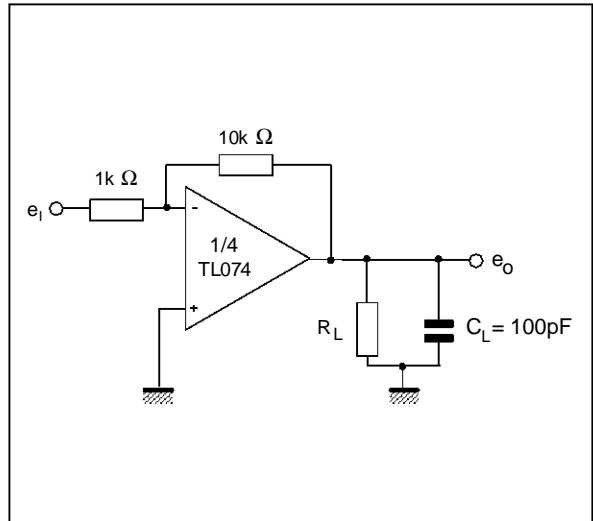 10k Ω
1k Ω
eI
-
1/4
TL074
+
eo
RL
CL= 100pF